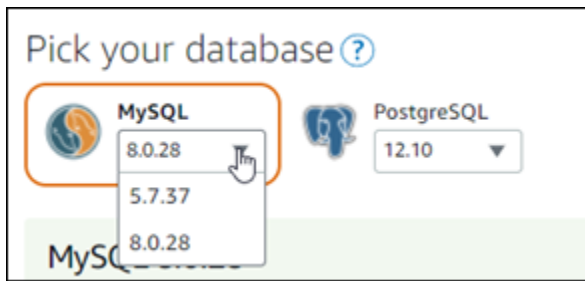 Pick your database ?
MySQL
8.0.28
5.7.37
8.0.28
PostgreSQL
12.10